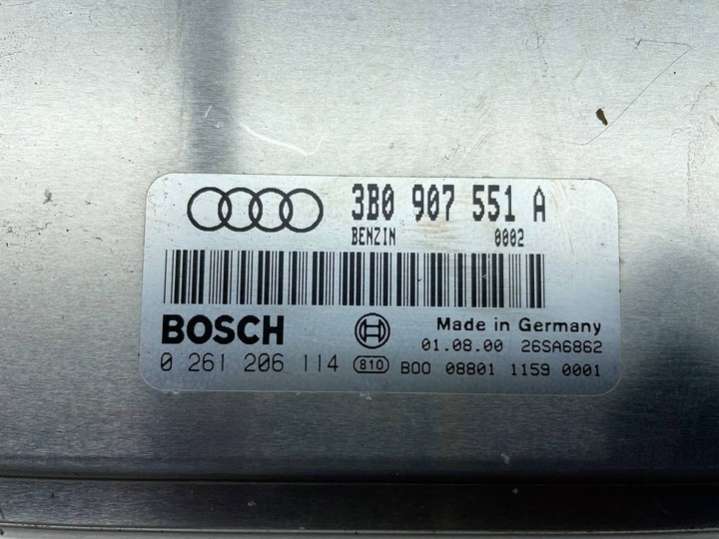 3B0 907 551 A
BENZIN 0002
BOSCH
Made in Germany
01.08.00 26SA6862
0 261 206 114 810 B00 08801 1159 0001